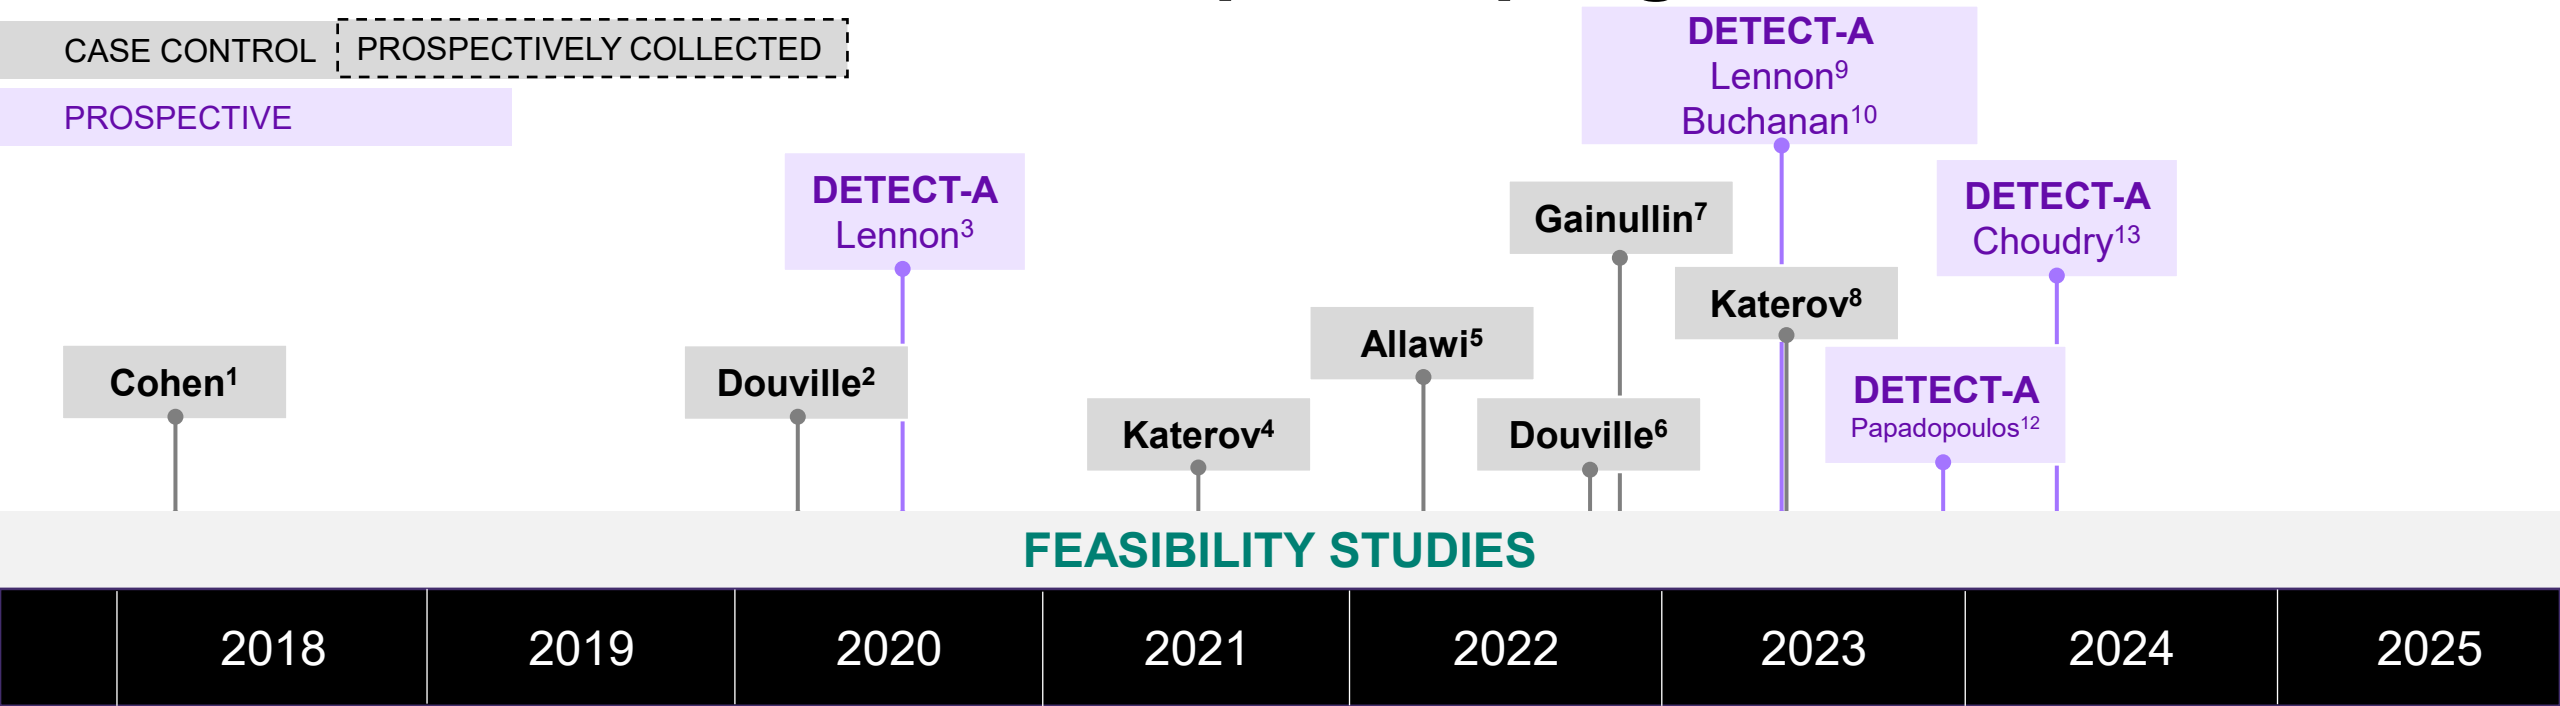 CASE CONTROL
PROSPECTIVELY COLLECTED
PROSPECTIVE
DETECT-A
Lennon9
Buchanan10
DETECT-A
Lennon3
Gainullin7
DETECT-A
Choudry13
Katerov8
Allawi5
Cohen1
Douville2
DETECT-A
Papadopoulos12
Katerov4
Douville6
FEASIBILITY STUDIES
2018
2019
2020
2021
2022
2023
2024
2025